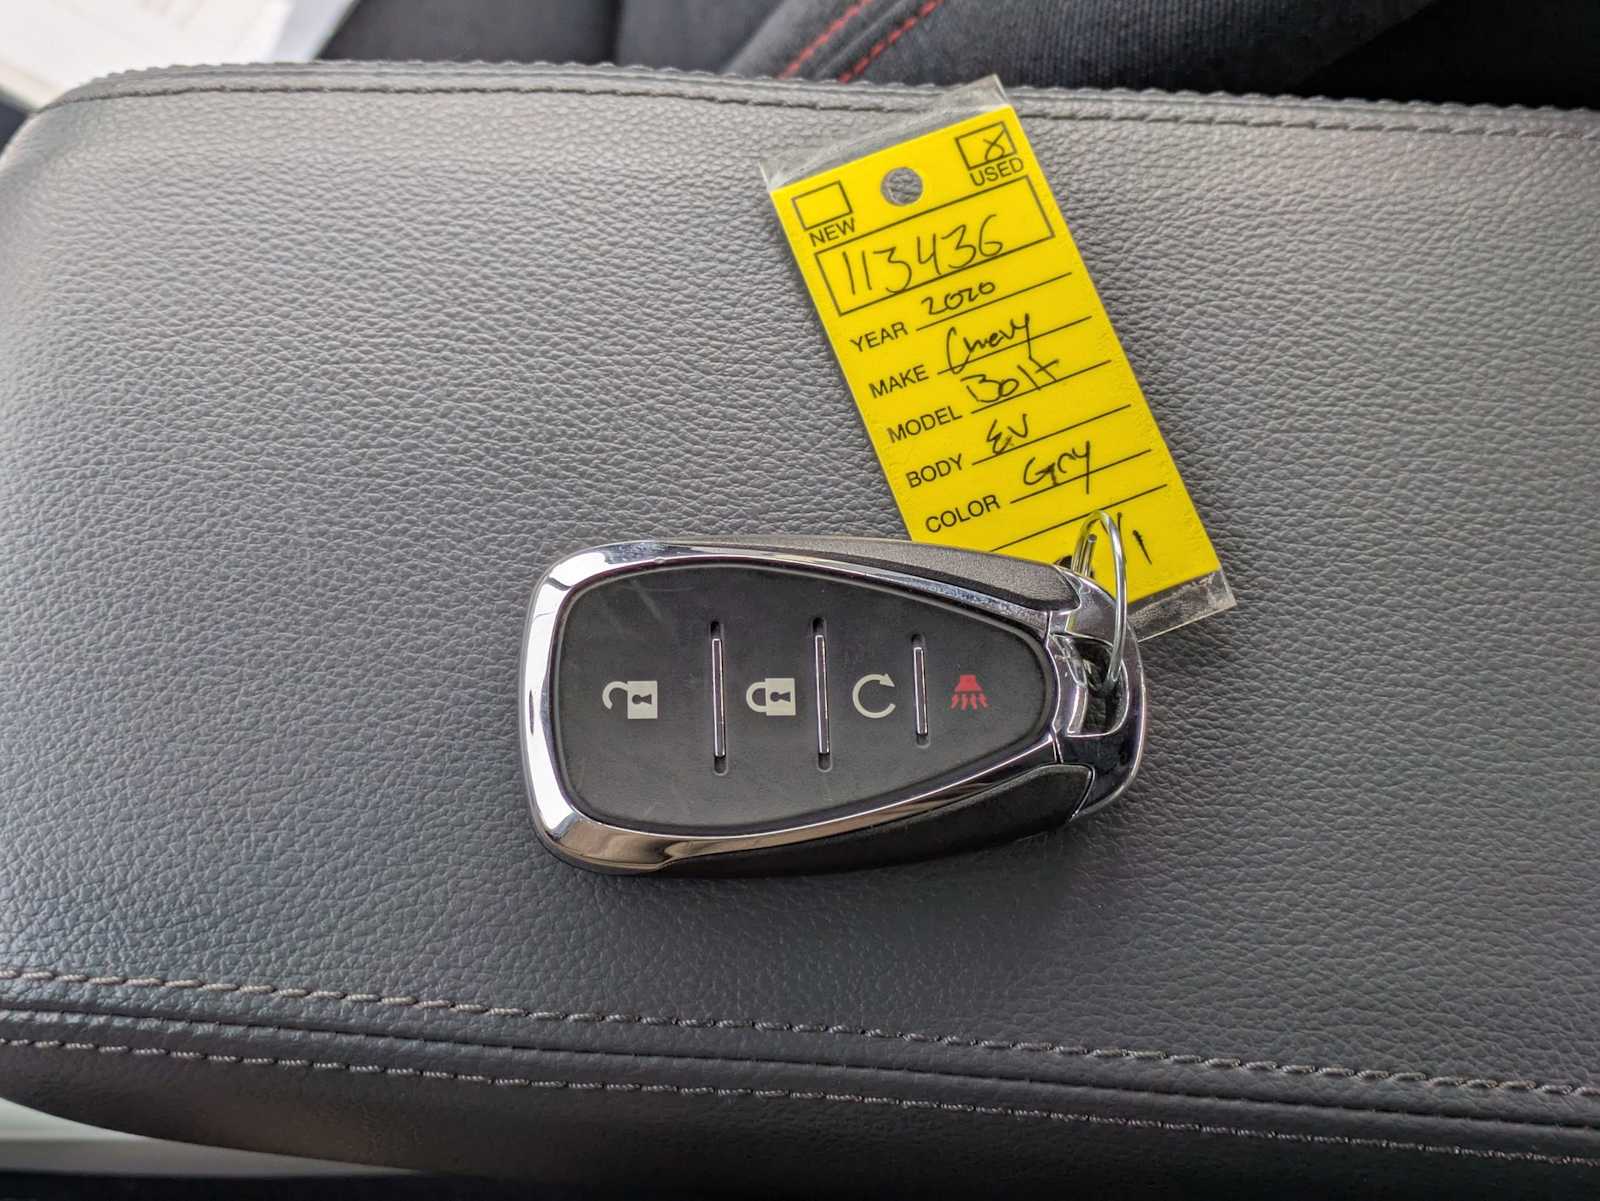 NEW USED
113436
YEAR 2020
MAKE Chevy
MODEL Bolt
BODY EV
COLOR Gry